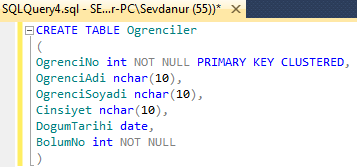 SQLQuery4.sql - SE...r-PC\Sevdanur (55))*
CREATE TABLE Ogrenciler
(
OgrenciNo int NOT NULL PRIMARY KEY CLUSTERED,
OgrenciAdi nchar(10),
OgrenciSoyadi nchar(10),
Cinsiyet nchar(10),
DogumTarihi date,
BolumNo int NOT NULL
)